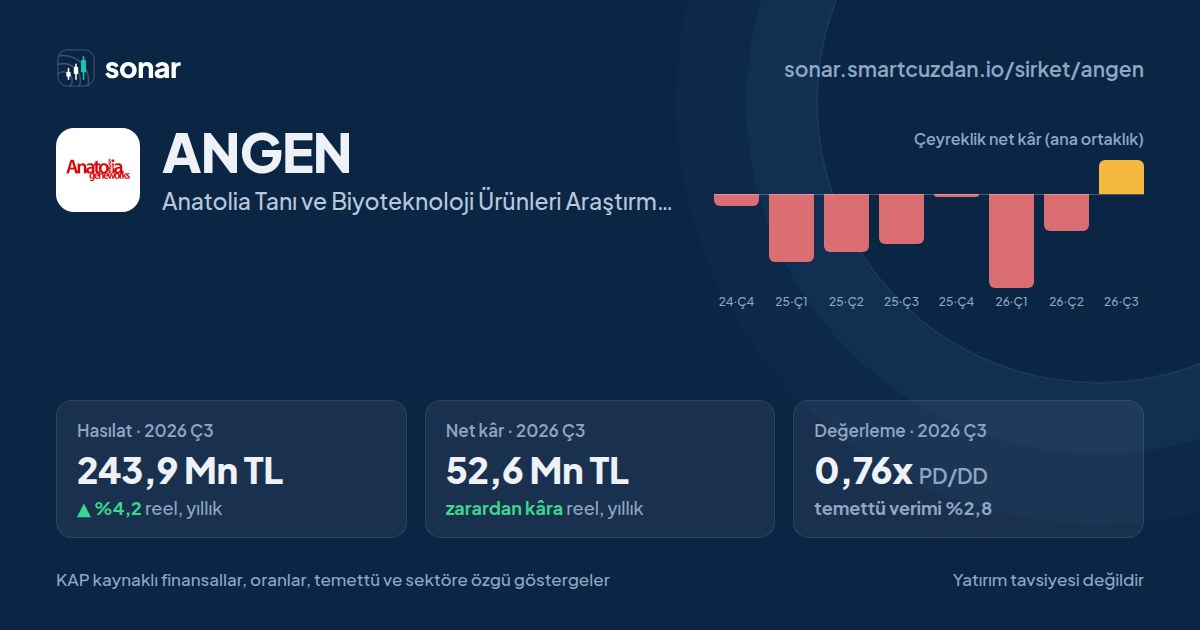 sonar
sonar.smartcuzdan.io/sirket/angen
Anatolia
geneworks
ANGEN
Anatolia Tanı ve Biyoteknoloji Ürünleri Araştırm...
Çeyreklik net kâr (ana ortaklık)
24-Ç4 25-Ç1 25-Ç2 25-Ç3 25-Ç4 26-Ç1 26-Ç2 26-Ç3
Hasılat · 2026 Ç3
243,9 Mn TL
▲ %4,2 reel, yıllık
Net kâr · 2026 Ç3
52,6 Mn TL
zarardan kâra reel, yıllık
Değerleme · 2026 Ç3
0,76x PD/DD
temettü verimi %2,8
KAP kaynaklı finansallar, oranlar, temettü ve sektöre özgü göstergeler
Yatırım tavsiyesi değildir